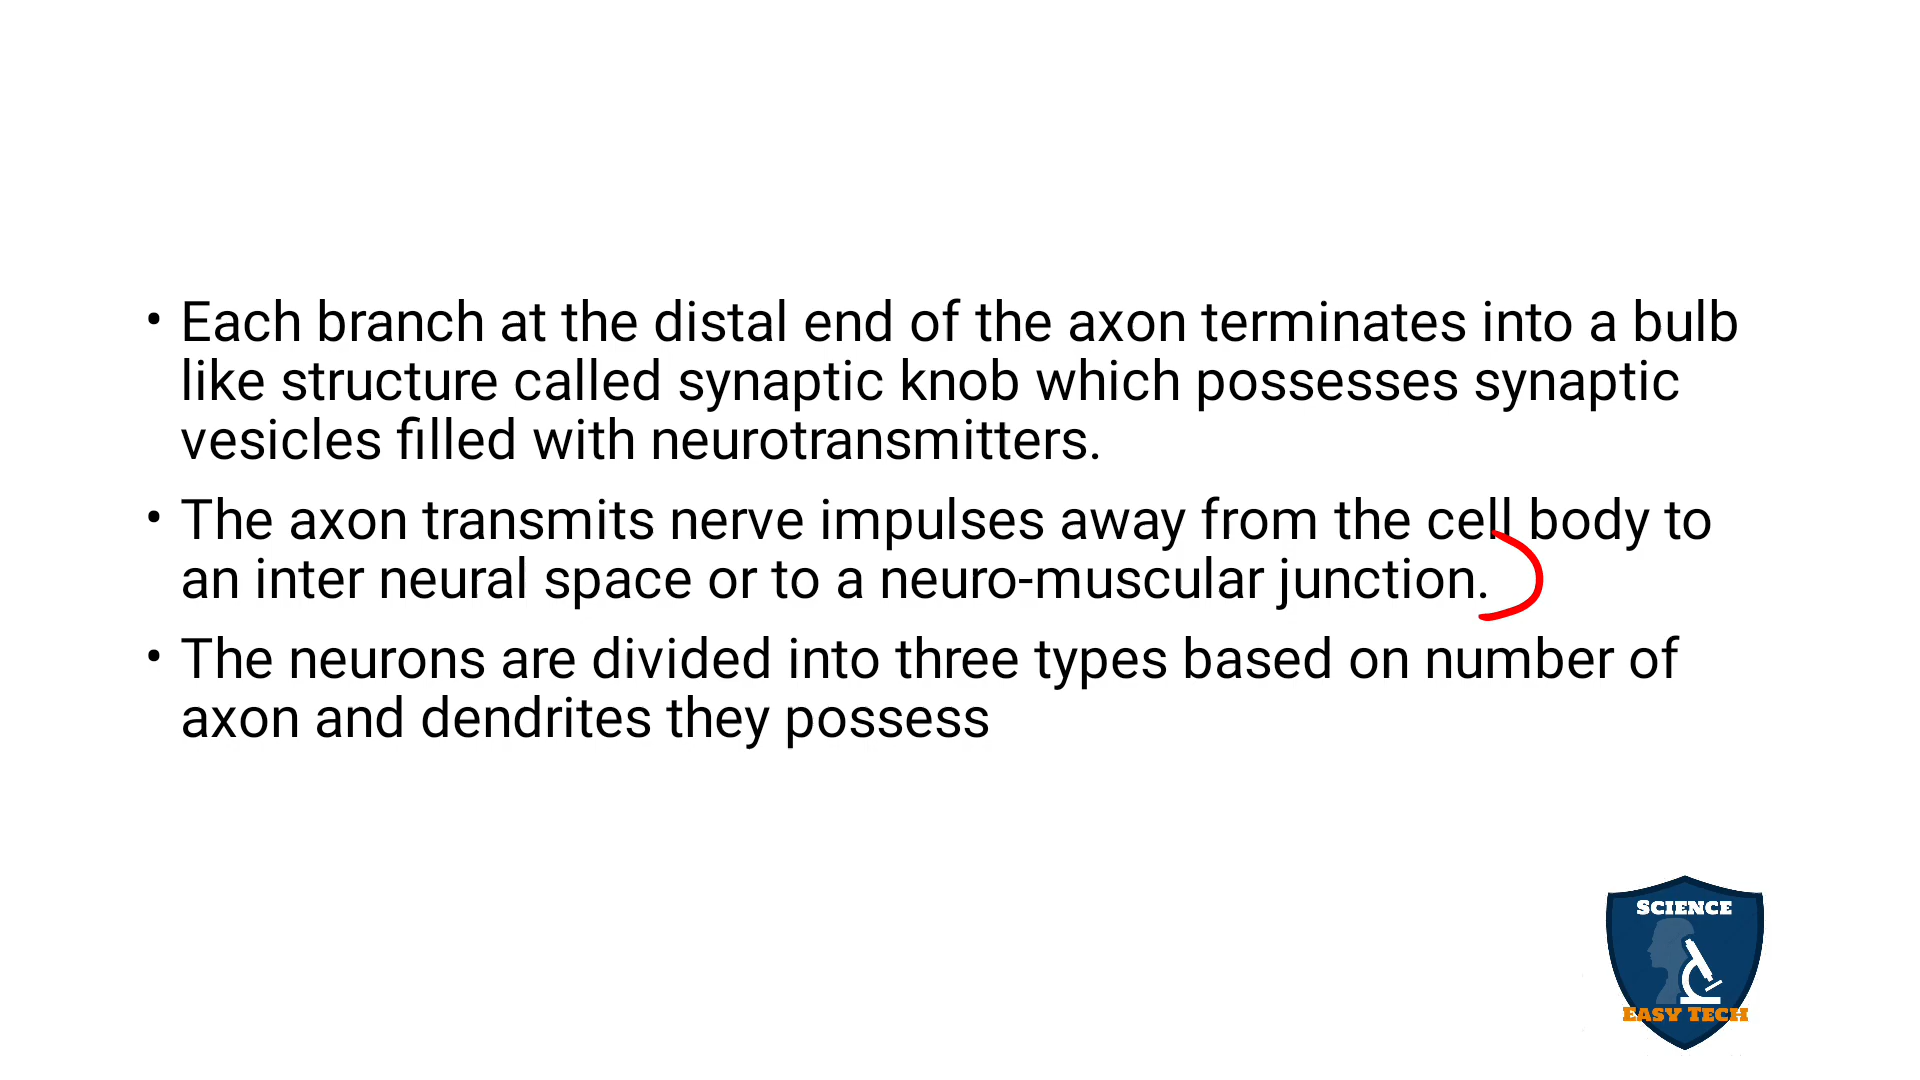 • Each branch at the distal end of the axon terminates into a bulb
like structure called synaptic knob which possesses synaptic
vesicles filled with neurotransmitters.
• The axon transmits nerve impulses away from the cell body to
an inter neural space or to a neuro-muscular junction.
• The neurons are divided into three types based on number of
axon and dendrites they possess
SCIENCE
EASY TECH